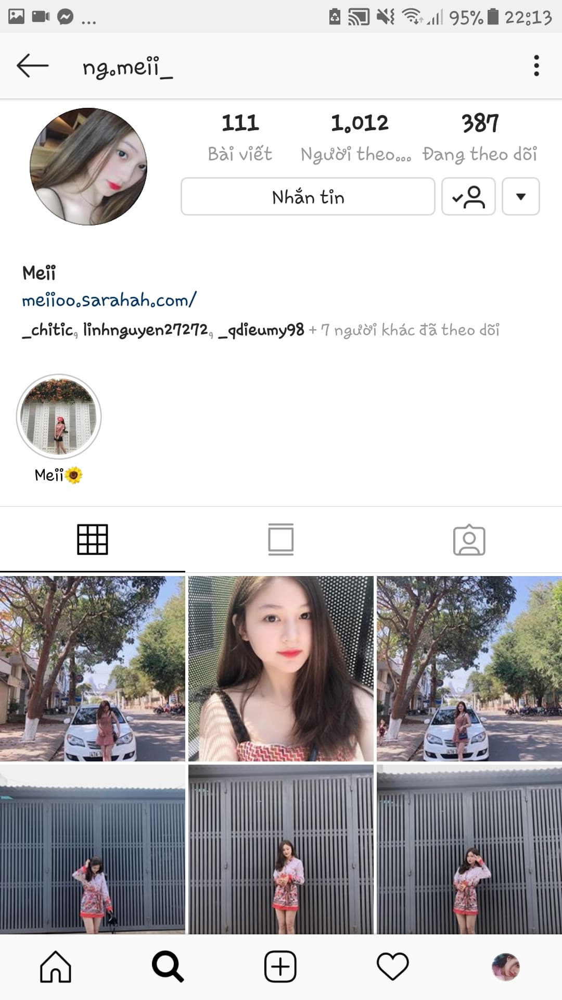 ... 95% 22:13
ng.meii_
111 1.012 387
Bài viết Người theo... Đang theo dõi
Nhắn tin
Meii
meiioo.sarahah.com/
_chitic, linhnguyen27272, _qdieumy98 + 7 người khác đã theo dõi
Meii🌻